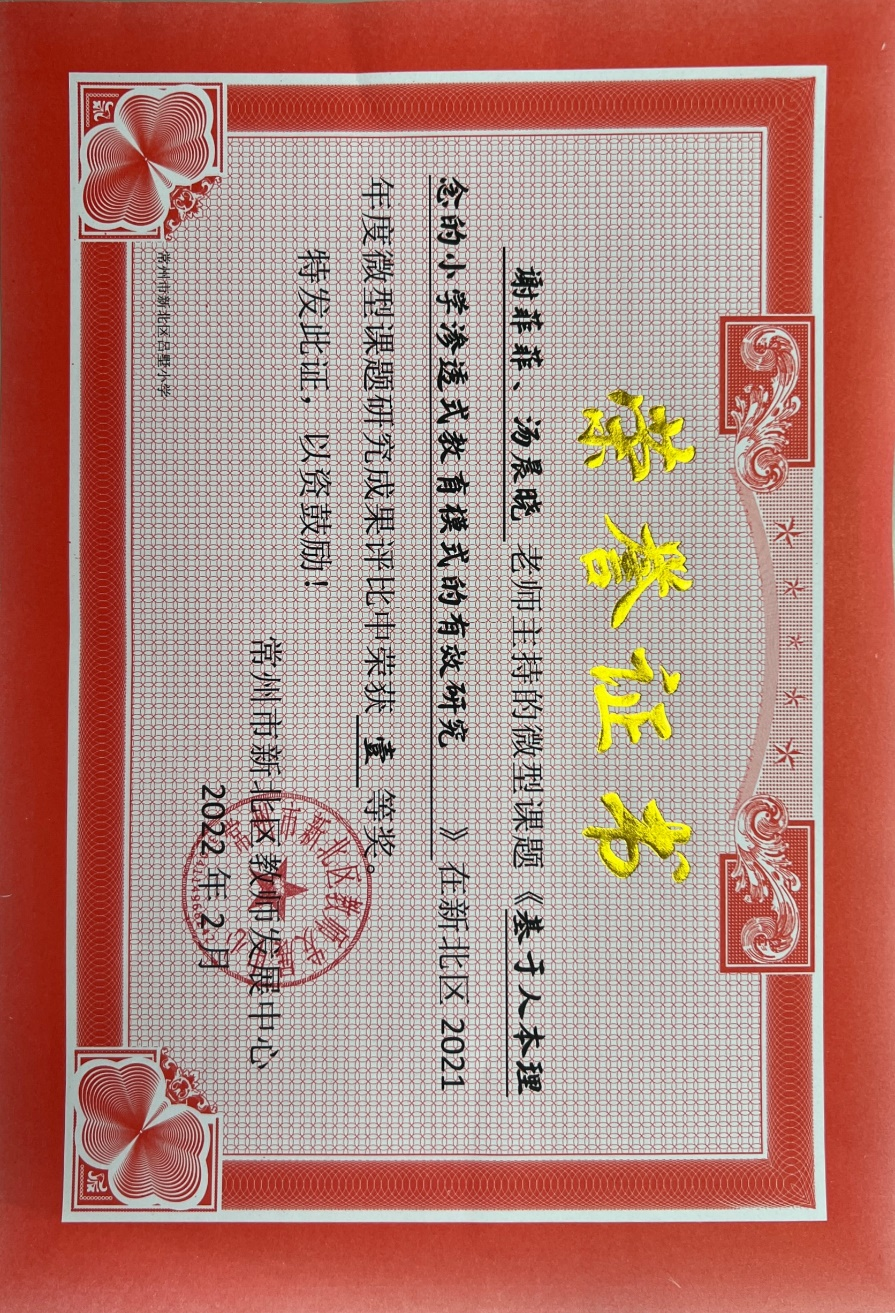 荣誉证书
谢菲菲、汤晨晓 老师主持的微型课题《基于人本理
念的小学渗透式教育模式的有效研究 》在新北区 2021
年度微型课题研究成果评比中荣获 壹 等奖。
特发此证，以资鼓励！
常州市新北区教师发展中心
2022 年 2 月
常州市新北区吕墅小学